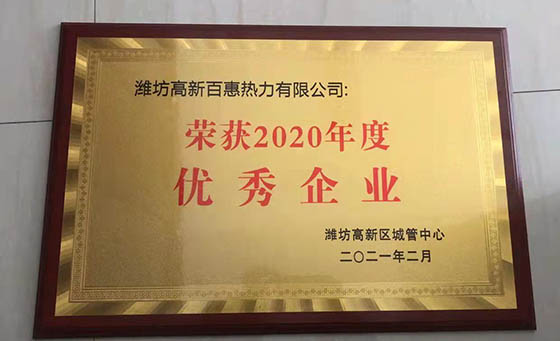 潍坊高新百惠热力有限公司:
荣获2020年度
优秀企业
潍坊高新区城管中心
二〇二一年二月